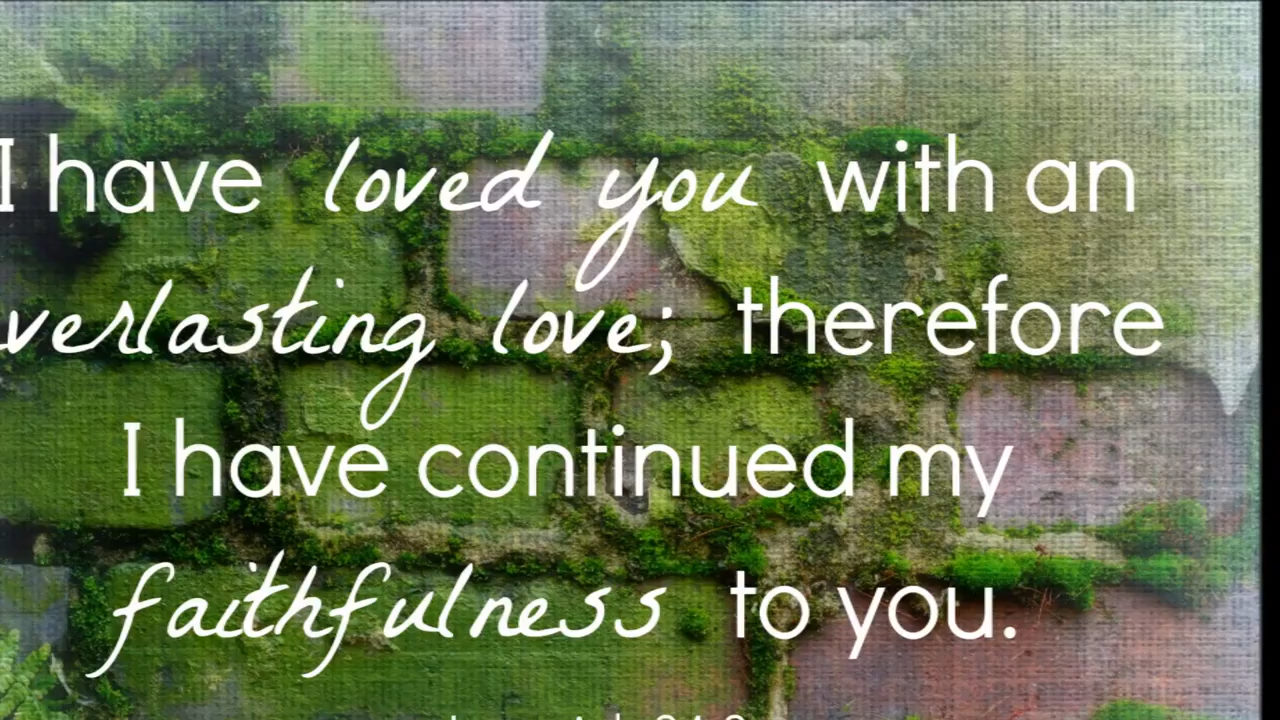 I have loved you with an
verlasting love; therefore
I have continued my
faithfulness to you.